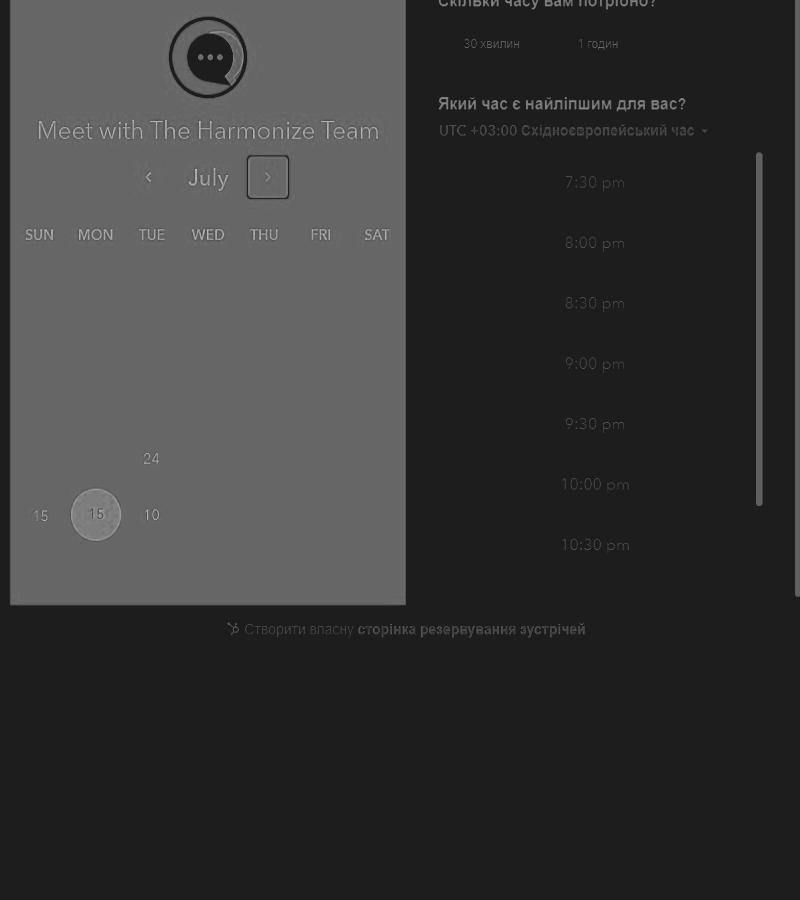 Скільки часу вам потрібно?
30 хвилин
1 годин
Meet with The Harmonize Team
July
SUN MON TUE WED THU FRI SAT
24
15 15 10
Який час є найліпшим для вас?
UTC +03:00 Східноєвропейський час
7:30 pm
8:00 pm
8:30 pm
9:00 pm
9:30 pm
10:00 pm
10:30 pm
Створити власну сторінка резервування зустрічей